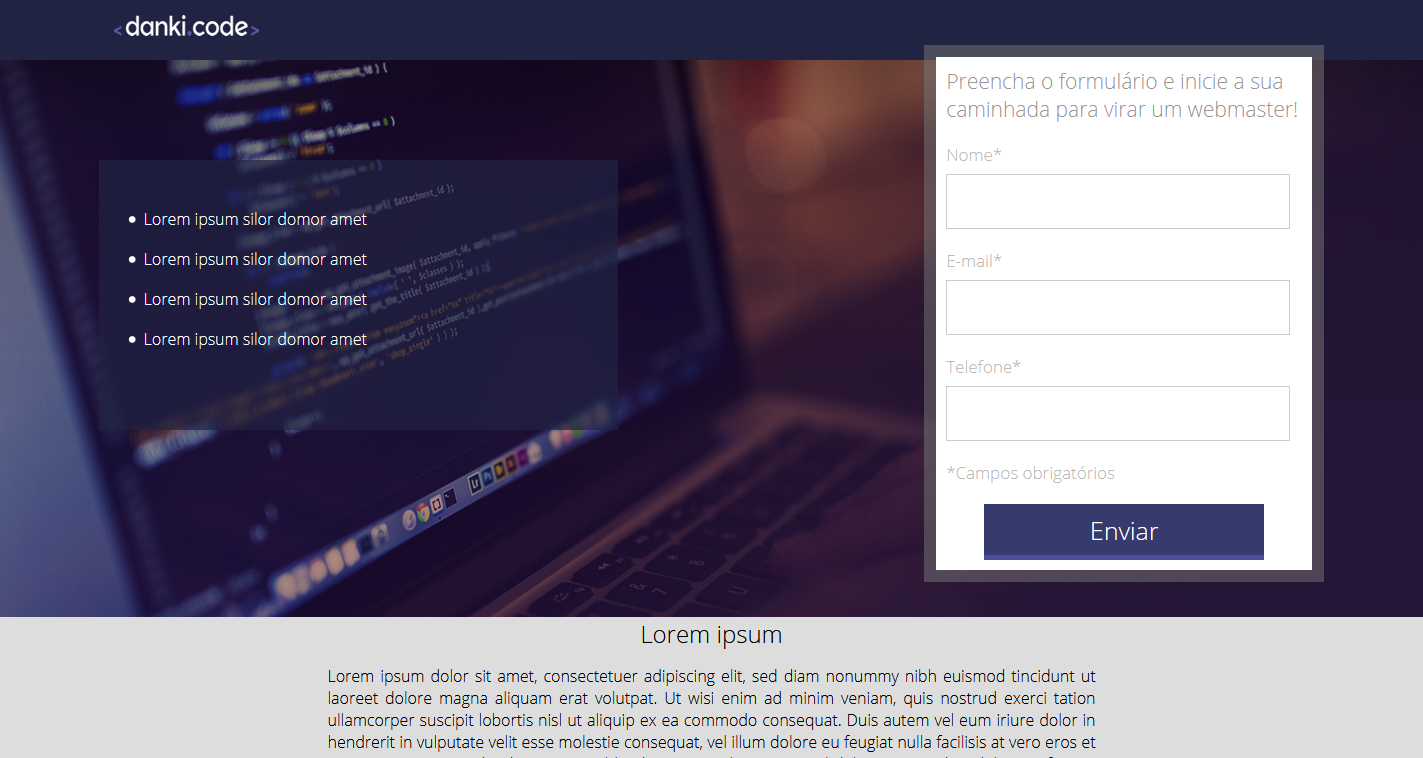 <danki.code>
Preencha o formulário e inicie a sua
caminhada para virar um webmaster!
Nome*
E-mail*
Telefone*
*Campos obrigatórios
Enviar
Lorem ipsum silor domor amet
Lorem ipsum silor domor amet
Lorem ipsum silor domor amet
Lorem ipsum silor domor amet
Lorem ipsum
Lorem ipsum dolor sit amet, consectetuer adipiscing elit, sed diam nonummy nibh euismod tincidunt ut
laoreet dolore magna aliquam erat volutpat. Ut wisi enim ad minim veniam, quis nostrud exerci tation
ullamcorper suscipit lobortis nisl ut aliquip ex ea commodo consequat. Duis autem vel eum iriure dolor in
hendrerit in vulputate velit esse molestie consequat, vel illum dolore eu feugiat nulla facilisis at vero eros et